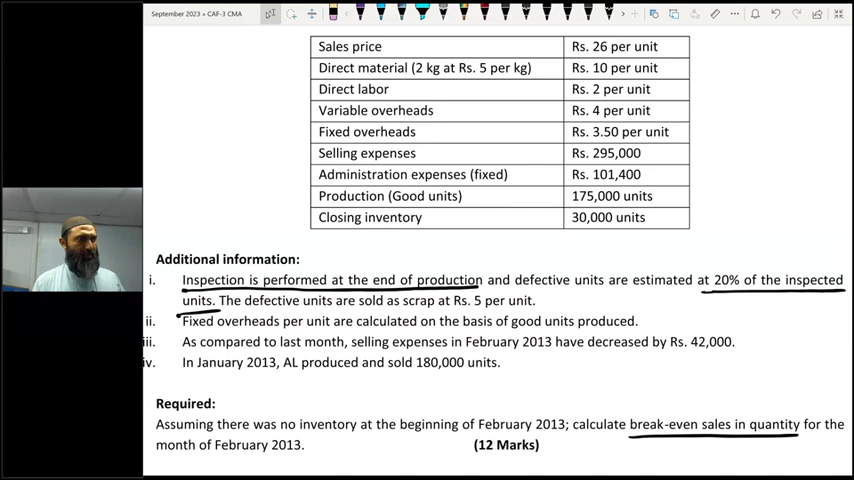 September 2023 » CAF-3 CMA
Sales price Rs. 26 per unit
Direct material (2 kg at Rs. 5 per kg) Rs. 10 per unit
Direct labor Rs. 2 per unit
Variable overheads Rs. 4 per unit
Fixed overheads Rs. 3.50 per unit
Selling expenses Rs. 295,000
Administration expenses (fixed) Rs. 101,400
Production (Good units) 175,000 units
Closing inventory 30,000 units
Additional information:
i. Inspection is performed at the end of production and defective units are estimated at 20% of the inspected
units. The defective units are sold as scrap at Rs. 5 per unit.
ii. Fixed overheads per unit are calculated on the basis of good units produced.
iii. As compared to last month, selling expenses in February 2013 have decreased by Rs. 42,000.
iv. In January 2013, AL produced and sold 180,000 units.
Required:
Assuming there was no inventory at the beginning of February 2013; calculate break-even sales in quantity for the
month of February 2013. (12 Marks)